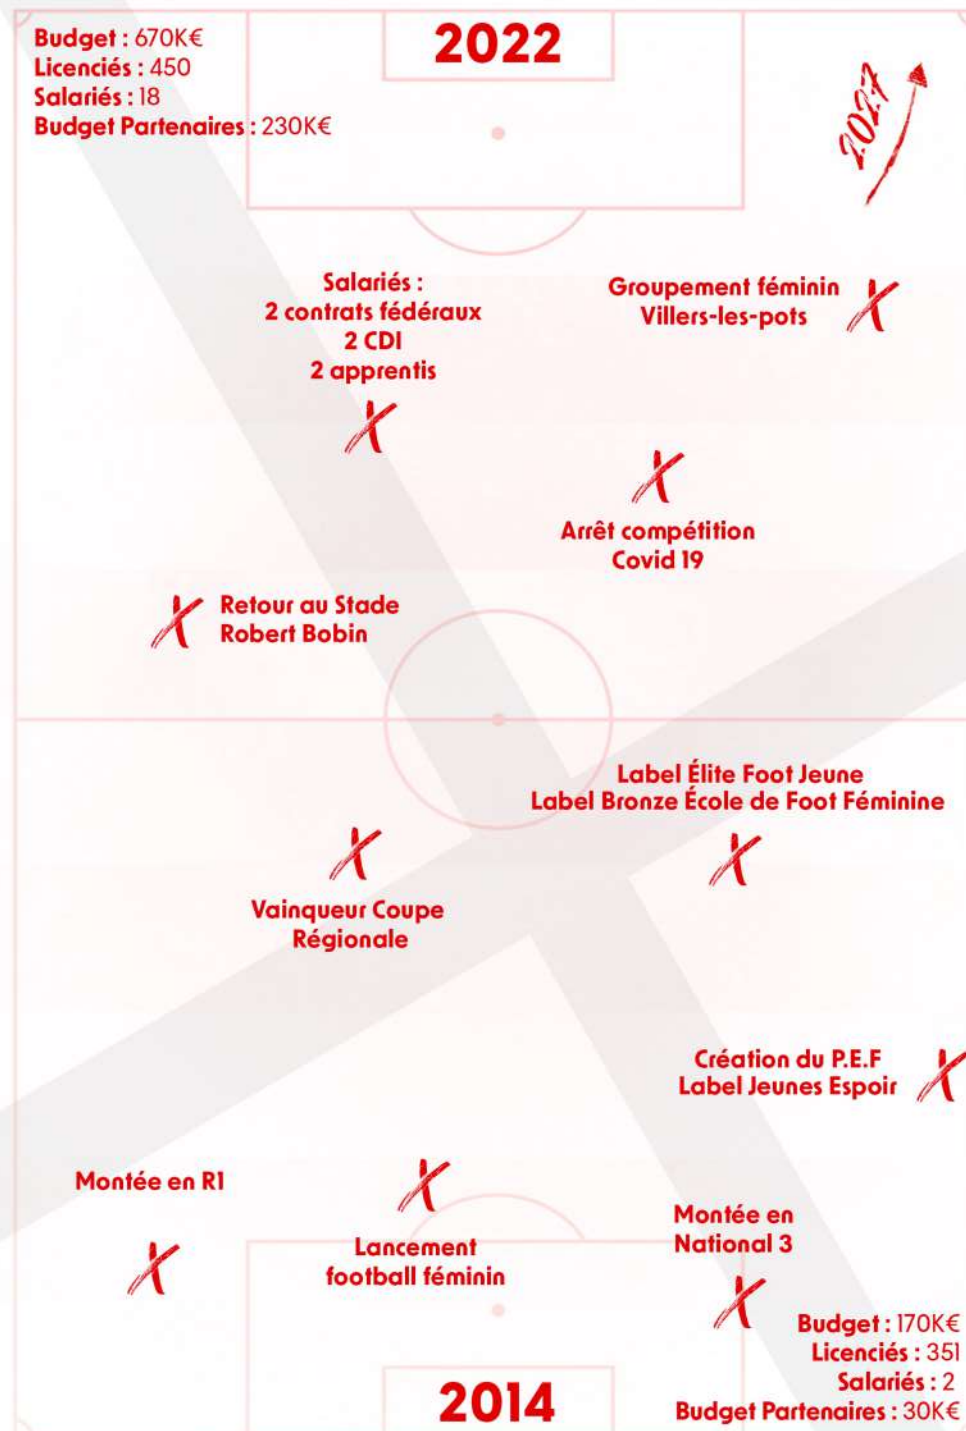 Budget : 670K€
Licenciés : 450
Salariés : 18
Budget Partenaires : 230K€
2022
2027
Salariés :
2 contrats fédéraux
2 CDI
2 apprentis
Groupement féminin
Villers-les-pots
Arrêt compétition
Covid 19
Retour au Stade
Robert Bobin
Label Élite Foot Jeune
Label Bronze École de Foot Féminine
Vainqueur Coupe
Régionale
Création du P.E.F
Label Jeunes Espoir
Montée en R1
Lancement
football féminin
Montée en
National 3
Budget : 170K€
Licenciés : 351
Salariés : 2
Budget Partenaires : 30K€
2014